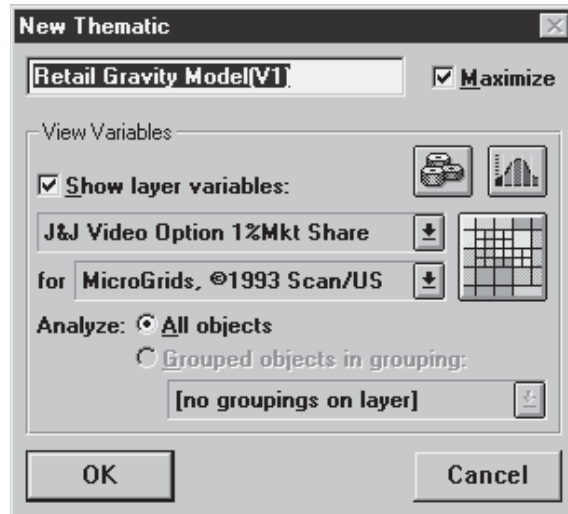 New Thematic
Retail Gravity Model(V1)
Maximize
View Variables
Show layer variables:
J&J Video Option 1%Mkt Share
for MicroGrids, ©1993 Scan/US
Analyze: All objects
Grouped objects in grouping:
[no groupings on layer]
OK Cancel